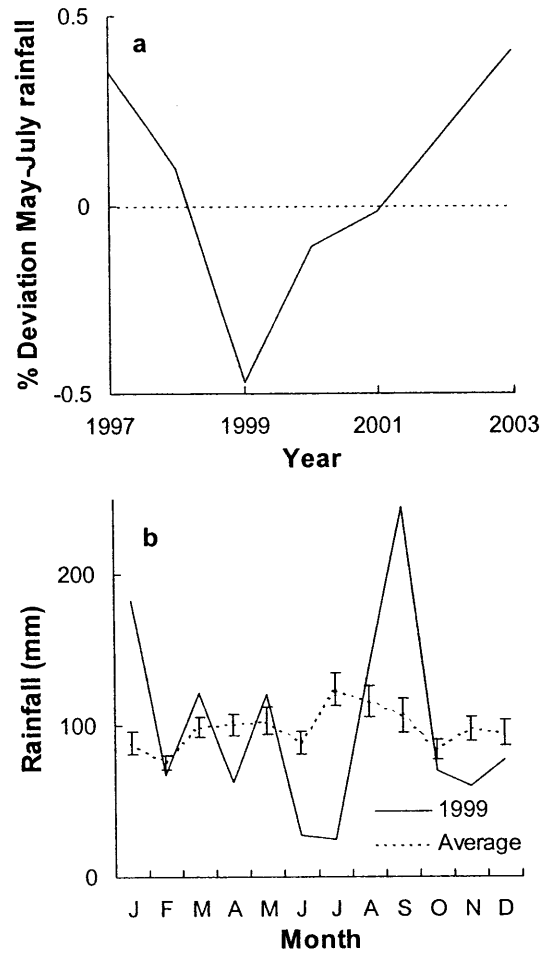 0.5
a
% Deviation May-July rainfall
0
-0.5
1997 1999 2001 2003
Year
b
200
Rainfall (mm)
100
1999
Average
0
J F M A M J J A S O N D
Month